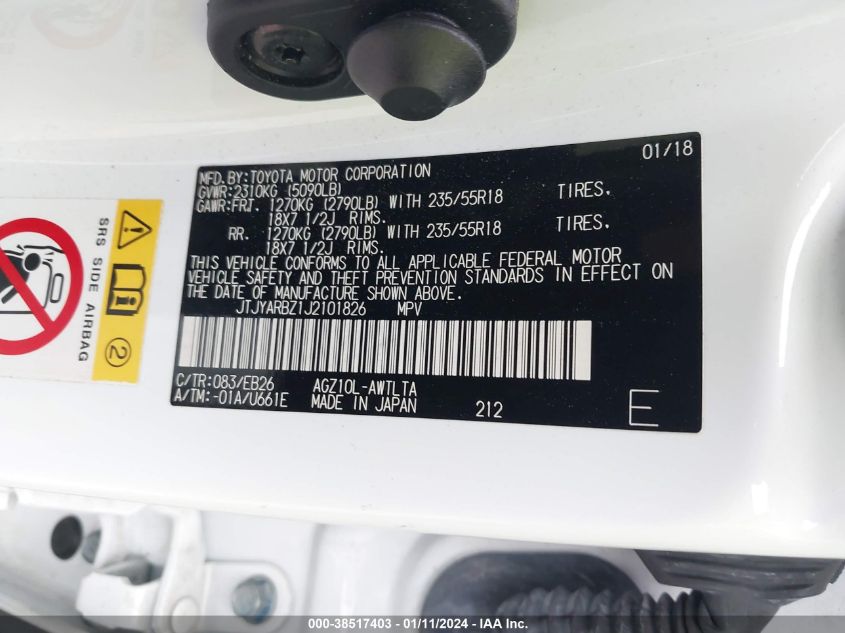 MFD.BY:TOYOTA MOTOR CORPORATION 01/18
GVWR:2310KG (5090LB)
GAWR:FRT. 1270KG (2790LB) WITH 235/55R18 TIRES,
18X7 1/2J RIMS.
RR. 1270KG (2790LB) WITH 235/55R18 TIRES,
18X7 1/2J RIMS.
THIS VEHICLE CONFORMS TO ALL APPLICABLE FEDERAL MOTOR
VEHICLE SAFETY AND THEFT PREVENTION STANDARDS IN EFFECT ON
THE DATE OF MANUFACTURE SHOWN ABOVE.
JTJYARBZ1J2101826 MPV
C/TR:083/EB26 AGZ10L-AWTLTA
A/TM:-01A/U661E MADE IN JAPAN 212 E
SRS SIDE AIRBAG
2
000-38517403 - 01/11/2024 - IAA Inc.